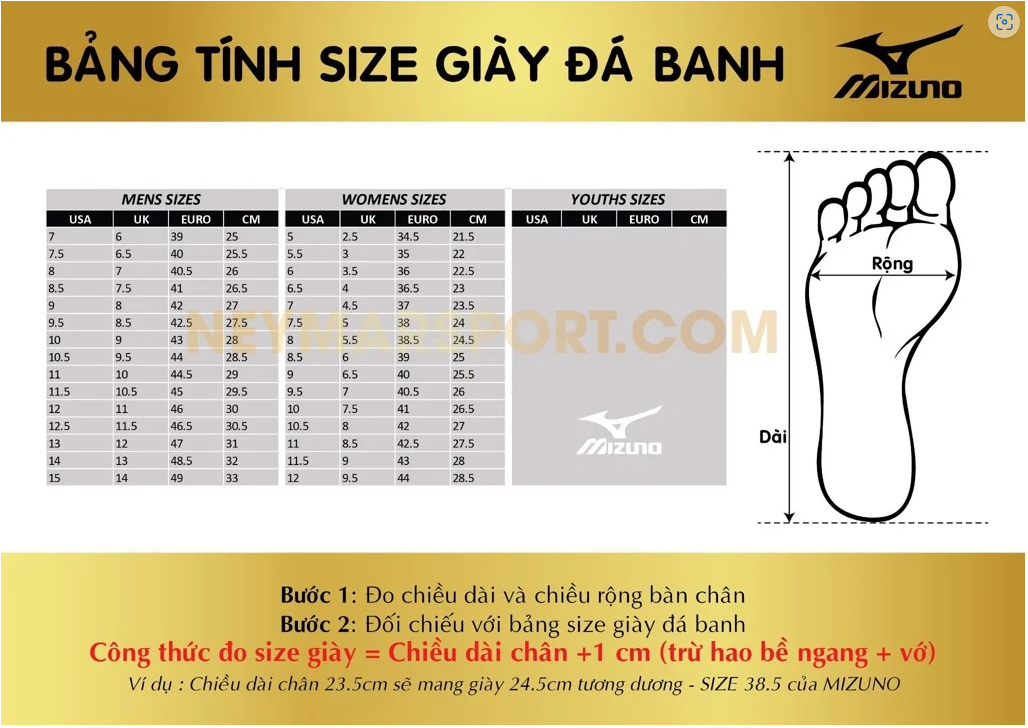 BẢNG TÍNH SIZE GIÀY ĐÁ BANH
MIZUNO
MENS SIZES WOMENS SIZES YOUTHS SIZES
USA UK EURO CM USA UK EURO CM USA UK EURO CM
7 6 39 25 5 2.5 34.5 21.5
7.5 6.5 40 25.5 5.5 3 35 22
8 7 40.5 26 6 3.5 36 22.5
8.5 7.5 41 26.5 6.5 4 36.5 23
9 8 42 27 7 4.5 37 23.5
9.5 8.5 42.5 27.5 7.5 5 38 24
10 9 43 28 8 5.5 38.5 24.5
10.5 9.5 44 28.5 8.5 6 39 25
11 10 44.5 29 9 6.5 40 25.5
11.5 10.5 45 29.5 9.5 7 40.5 26
12 11 46 30 10 7.5 41 26.5
12.5 11.5 46.5 30.5 10.5 8 42 27
13 12 47 31 11 8.5 42.5 27.5
14 13 48.5 32 11.5 9 43 28
15 14 49 33 12 9.5 44 28.5
NEYMARSPORT.COM
MIZUNO
Rộng
Dài
Bước 1: Đo chiều dài và chiều rộng bàn chân
Bước 2: Đối chiếu với bảng size giày đá banh
Công thức đo size giày = Chiều dài chân +1 cm (trừ hao bề ngang + vớ)
Ví dụ : Chiều dài chân 23.5cm sẽ mang giày 24.5cm tương dương - SIZE 38.5 của MIZUNO